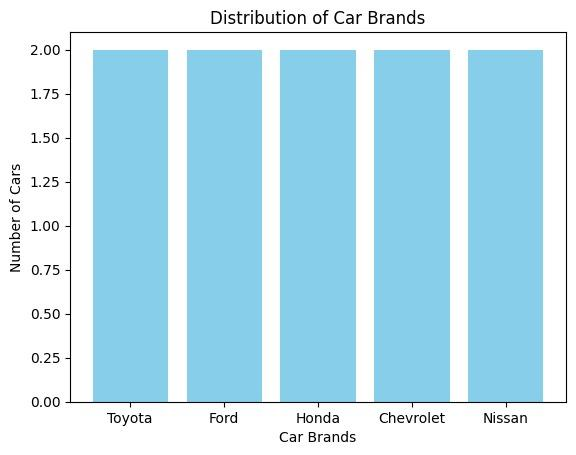 Distribution of Car Brands
2.00
1.75
1.50
1.25
1.00
0.75
0.50
0.25
0.00
Number of Cars
Toyota Ford Honda Chevrolet Nissan
Car Brands